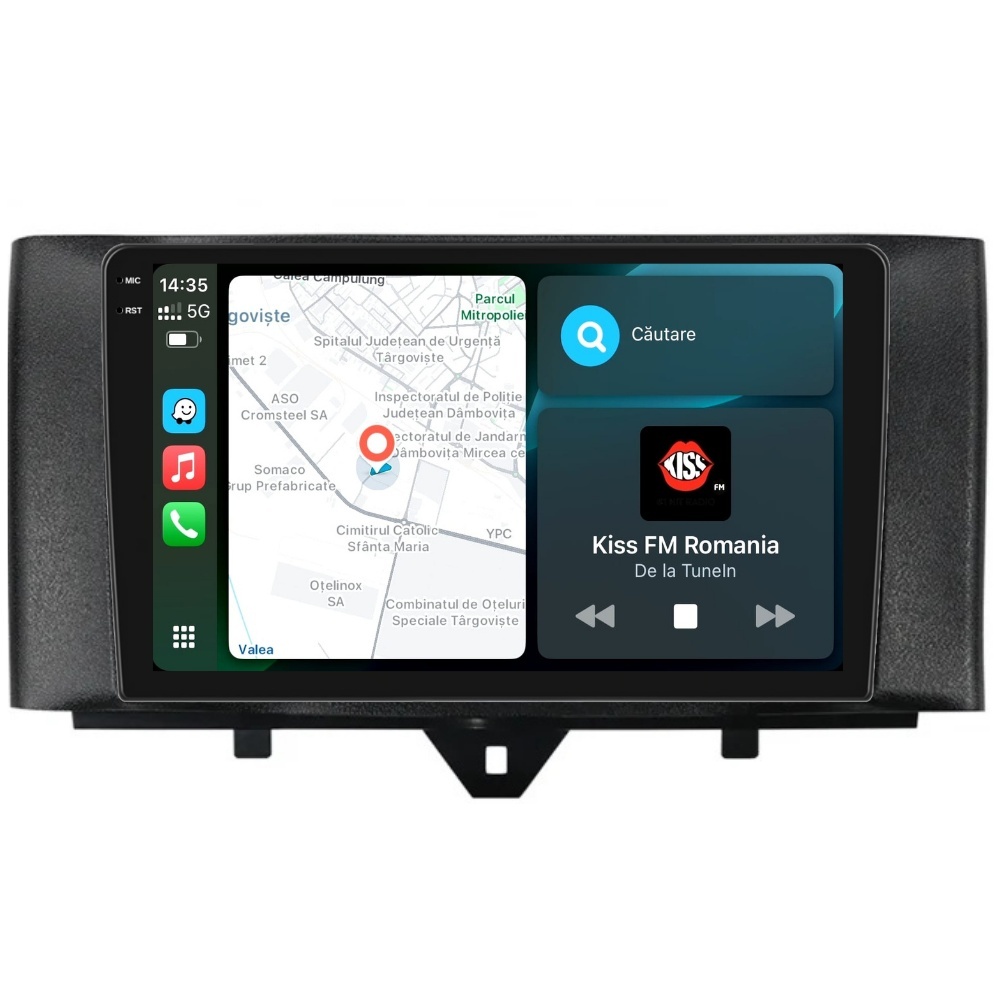 MIC
RST
14:35
5G
Calea Câmpulung
goviște
Parcul
Mitropoliei
Spitalul Județean de Urgență
Târgoviște
imet 2
ASO
Cromsteel SA
Inspectoratul de Poliție
Județean Dâmbovița
ectoratul de Jandarm
Dâmbovița Mircea ce
Somaco
Grup Prefabricate
Cimitirul Catolic
Sfânta Maria
YPC
Oțelinox
SA
Combinatul de Oțeluri
Speciale Târgoviște
Valea
Căutare
KISS
FM
Kiss FM Romania
De la TuneIn